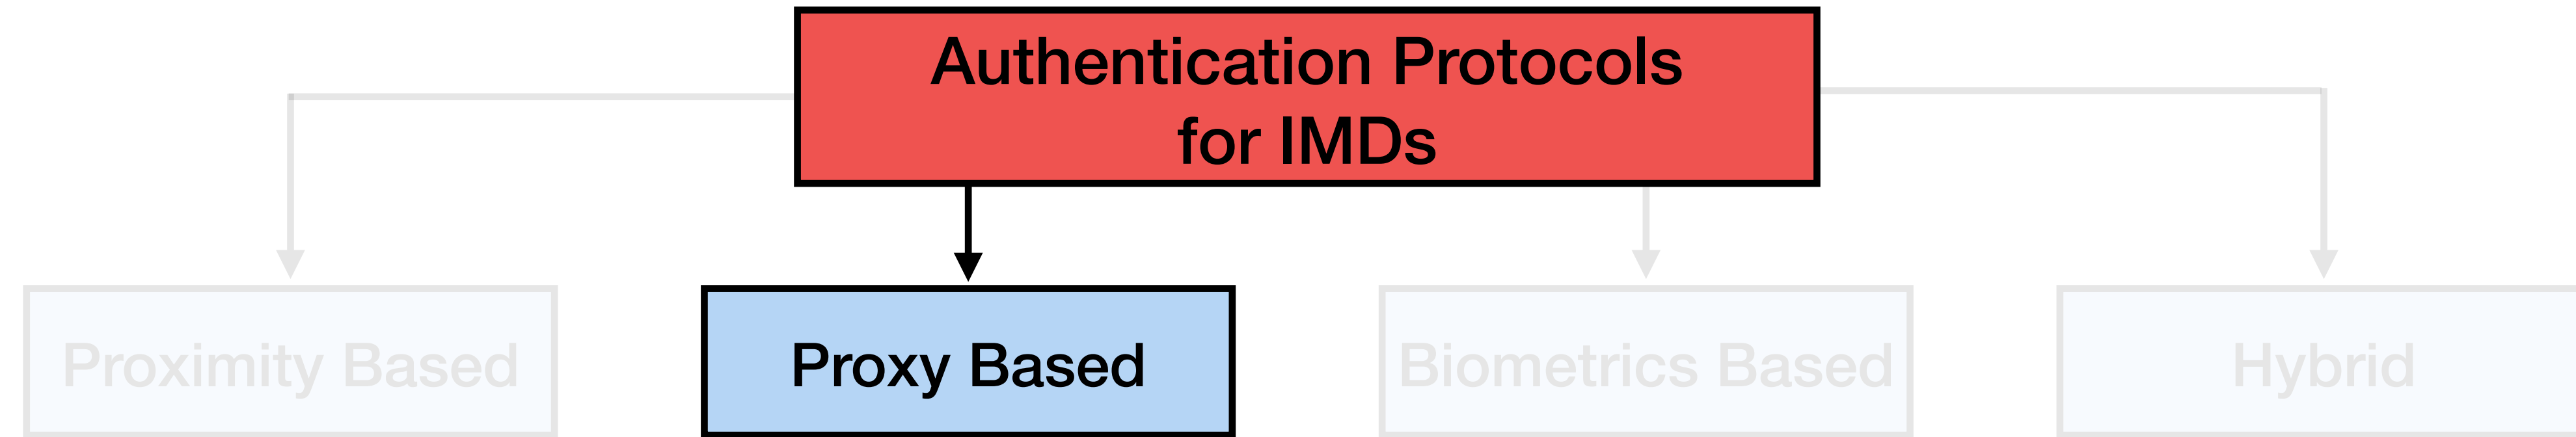 Authentication Protocols
for IMDs
Proximity Based
Proxy Based
Biometrics Based
Hybrid